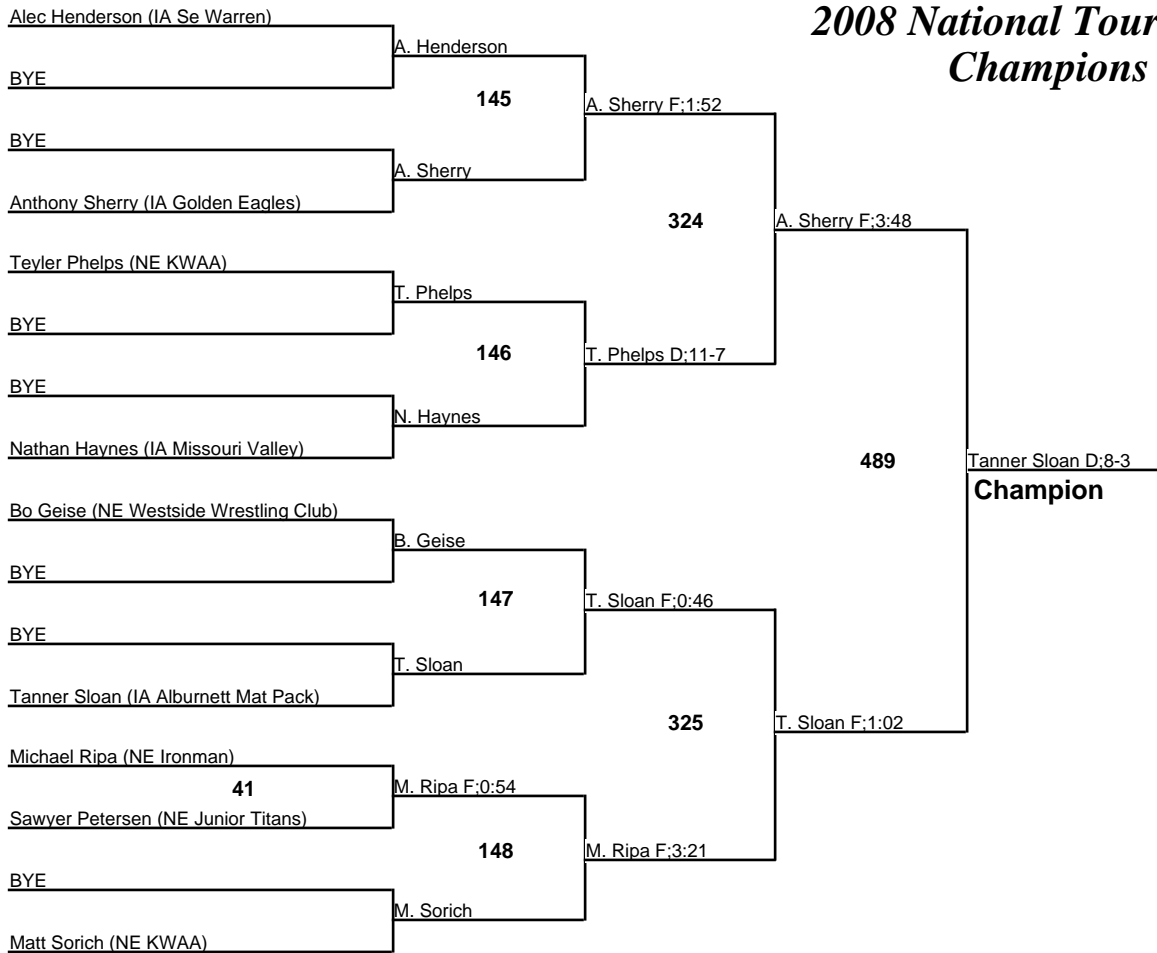 2008 National Tour
Champions
Alec Henderson (IA Se Warren)
BYE
BYE
Anthony Sherry (IA Golden Eagles)
Teyler Phelps (NE KWAA)
BYE
BYE
Nathan Haynes (IA Missouri Valley)
Bo Geise (NE Westside Wrestling Club)
BYE
BYE
Tanner Sloan (IA Alburnett Mat Pack)
Michael Ripa (NE Ironman)
41
Sawyer Petersen (NE Junior Titans)
BYE
Matt Sorich (NE KWAA)
A. Henderson
145
A. Sherry
T. Phelps
146
N. Haynes
B. Geise
147
T. Sloan
M. Ripa F;0:54
148
M. Sorich
A. Sherry F;1:52
324
T. Phelps D;11-7
T. Sloan F;0:46
325
M. Ripa F;3:21
A. Sherry F;3:48
489
T. Sloan F;1:02
Tanner Sloan D;8-3
Champion